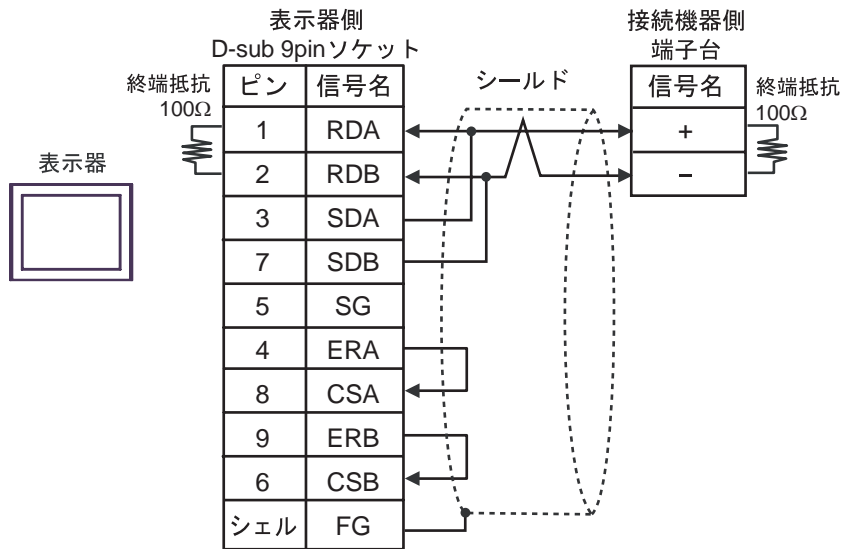 表示器側
D-sub 9pinソケット
接続機器側
端子台
終端抵抗
100Ω
ピン 信号名
シールド
信号名
終端抵抗
100Ω
1 RDA
+
表示器
2 RDB
−
3 SDA
7 SDB
5 SG
4 ERA
8 CSA
9 ERB
6 CSB
シェル FG